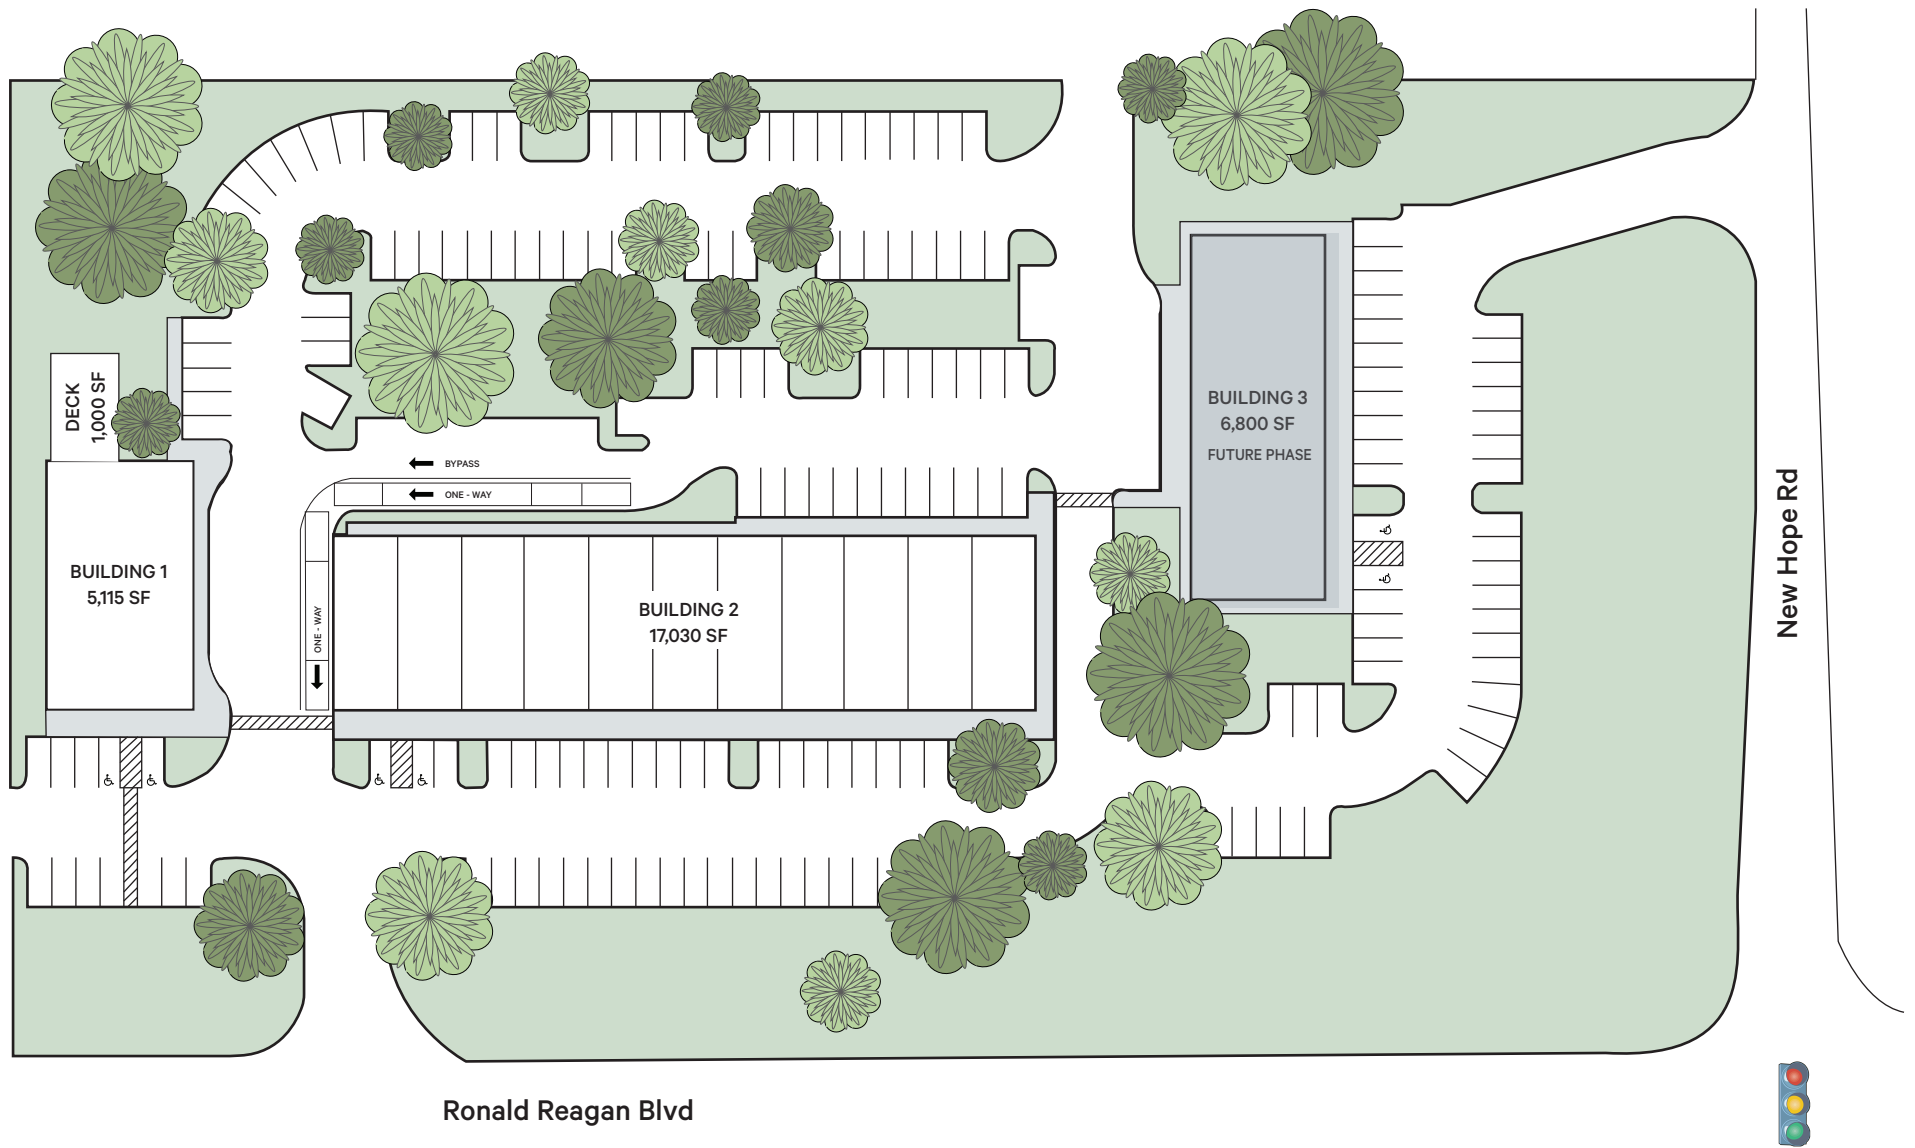 DECK
1,000 SF
BYPASS
ONE - WAY
BUILDING 3
6,800 SF
FUTURE PHASE
BUILDING 1
5,115 SF
ONE - WAY
BUILDING 2
17,030 SF
New Hope Rd
Ronald Reagan Blvd